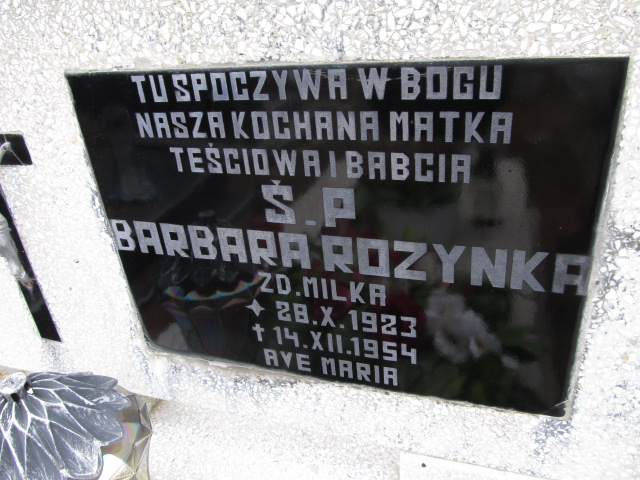 TU SPOCZYWA W BOGU
NASZA KOCHANA MATKA
TEŚCIOWA I BABCIA
Ś.P
BARBARA ROZYNKA
ZD. MILKA
✦ 28.X.1923
✝ 14.XII.1954
AVE MARIA